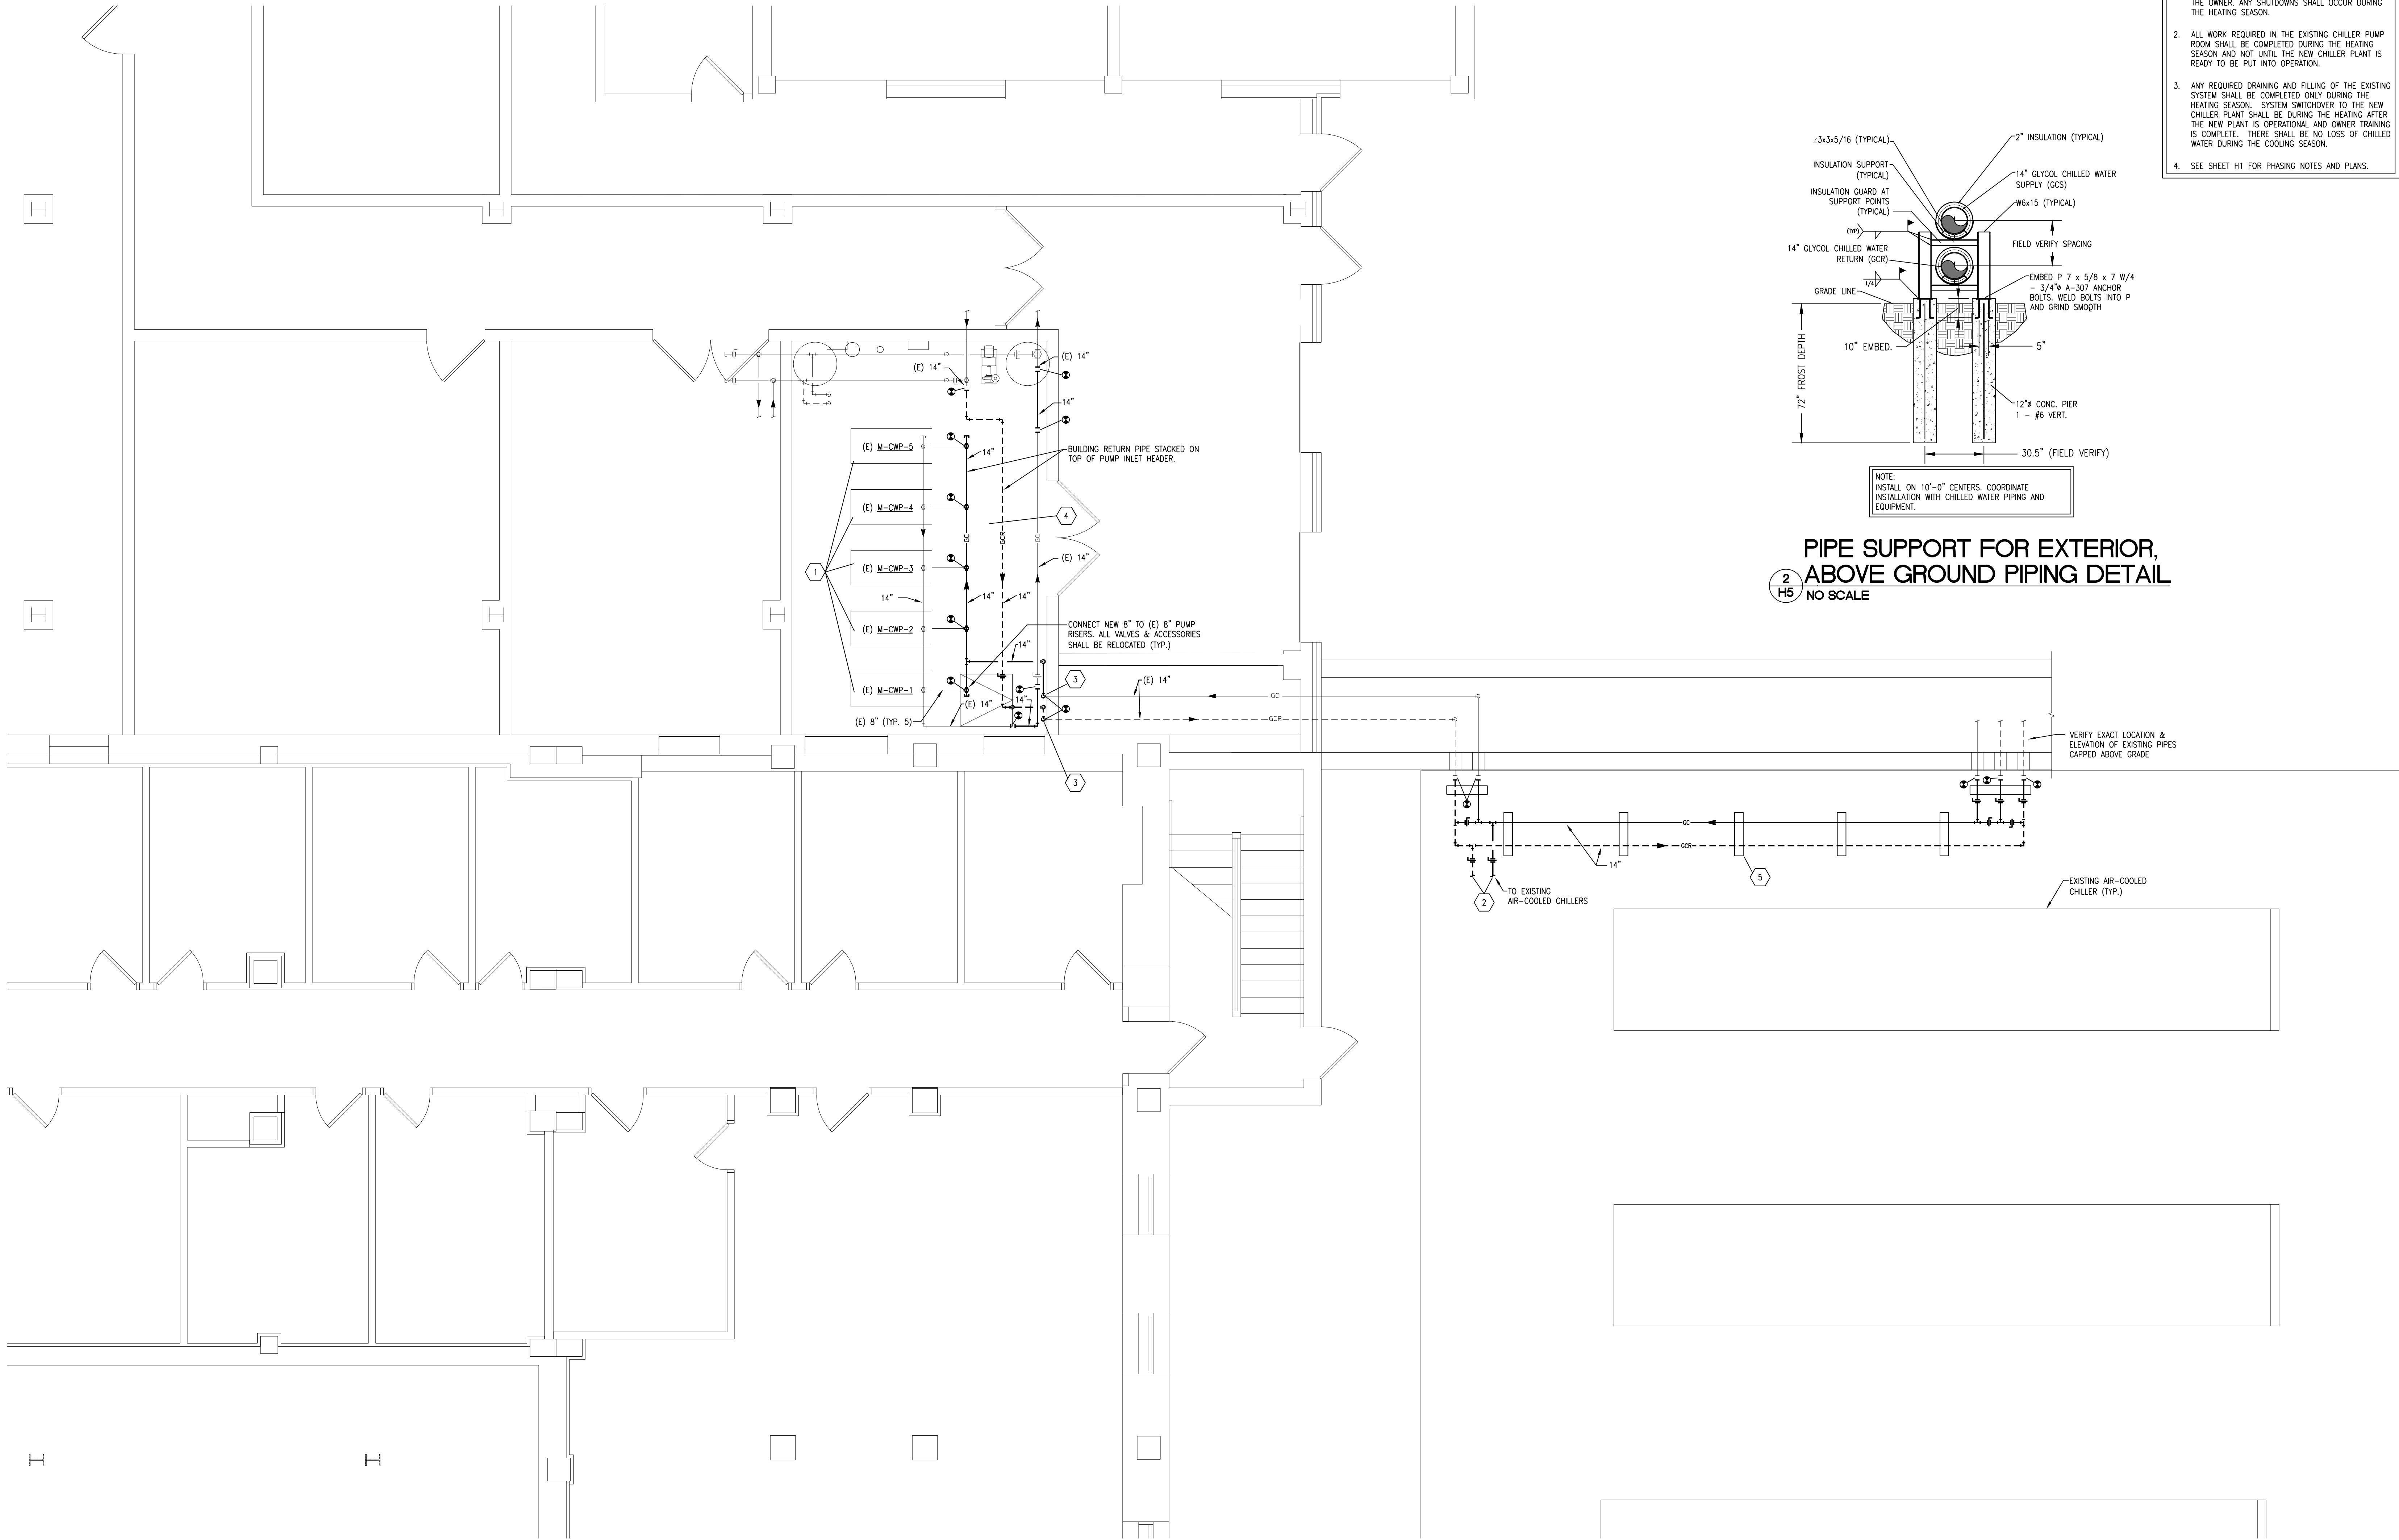 THE OWNER. ANY SHUTDOWNS SHALL OCCUR DURING
THE HEATING SEASON.
2. ALL WORK REQUIRED IN THE EXISTING CHILLER PUMP
ROOM SHALL BE COMPLETED DURING THE HEATING
SEASON AND NOT UNTIL THE NEW CHILLER PLANT IS
READY TO BE PUT INTO OPERATION.
3. ANY REQUIRED DRAINING AND FILLING OF THE EXISTING
SYSTEM SHALL BE COMPLETED ONLY DURING THE
HEATING SEASON. SYSTEM SWITCHOVER TO THE NEW
CHILLER PLANT SHALL BE DURING THE HEATING AFTER
THE NEW PLANT IS OPERATIONAL AND OWNER TRAINING
IS COMPLETE. THERE SHALL BE NO LOSS OF CHILLED
WATER DURING THE COOLING SEASON.
4. SEE SHEET H1 FOR PHASING NOTES AND PLANS.
∠3x3x5/16 (TYPICAL)
INSULATION SUPPORT
(TYPICAL)
INSULATION GUARD AT
SUPPORT POINTS
(TYPICAL)
(TYP)
14" GLYCOL CHILLED WATER
RETURN (GCR)
1/4
GRADE LINE
72" FROST DEPTH
10" EMBED.
2" INSULATION (TYPICAL)
14" GLYCOL CHILLED WATER
SUPPLY (GCS)
W6x15 (TYPICAL)
FIELD VERIFY SPACING
EMBED P 7 x 5/8 x 7 W/4
- 3/4"ø A-307 ANCHOR
BOLTS. WELD BOLTS INTO P
AND GRIND SMOOTH
5"
12"ø CONC. PIER
1 - #6 VERT.
30.5" (FIELD VERIFY)
NOTE:
INSTALL ON 10'-0" CENTERS. COORDINATE
INSTALLATION WITH CHILLED WATER PIPING AND
EQUIPMENT.
PIPE SUPPORT FOR EXTERIOR,
ABOVE GROUND PIPING DETAIL
2
H5
NO SCALE
(E) 14"
(E) 14"
14"
(E) M-CWP-5
14"
BUILDING RETURN PIPE STACKED ON
TOP OF PUMP INLET HEADER.
(E) M-CWP-4
4
GC
GCR
GC
(E) 14"
1
(E) M-CWP-3
14"
14"
14"
(E) M-CWP-2
CONNECT NEW 8" TO (E) 8" PUMP
RISERS. ALL VALVES & ACCESSORIES
SHALL BE RELOCATED (TYP.)
14"
(E) M-CWP-1
3
(E) 14"
14"
(E) 14"
(E) 8" (TYP. 5)
GC
GCR
3
VERIFY EXACT LOCATION &
ELEVATION OF EXISTING PIPES
CAPPED ABOVE GRADE
GC
GCR
14"
5
2
TO EXISTING
AIR-COOLED CHILLERS
EXISTING AIR-COOLED
CHILLER (TYP.)